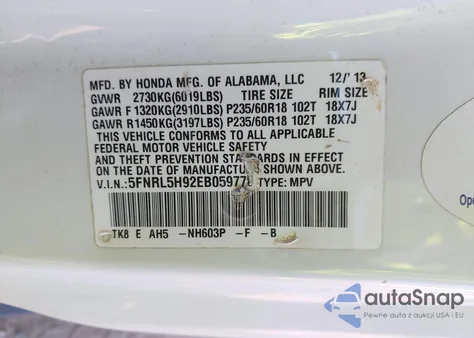 MFD. BY HONDA MFG. OF ALABAMA, LLC 12/'13
GVWR 2730KG(6019LBS) TIRE SIZE RIM SIZE
GAWR F 1320KG(2910LBS) P235/60R18 102T 18X7J
GAWR R1450KG(3197LBS) P235/60R18 102T 18X7J
THIS VEHICLE CONFORMS TO ALL APPLICABLE
FEDERAL MOTOR VEHICLE SAFETY
AND THEFT PREVENTION STANDARDS IN EFFECT ON
THE DATE OF MANUFACTURE SHOWN ABOVE.
V.I.N.: TYPE: MPV
TK8 E AH5 -NH603P -F -B
autoSnap
Pewne auta z USA i EU